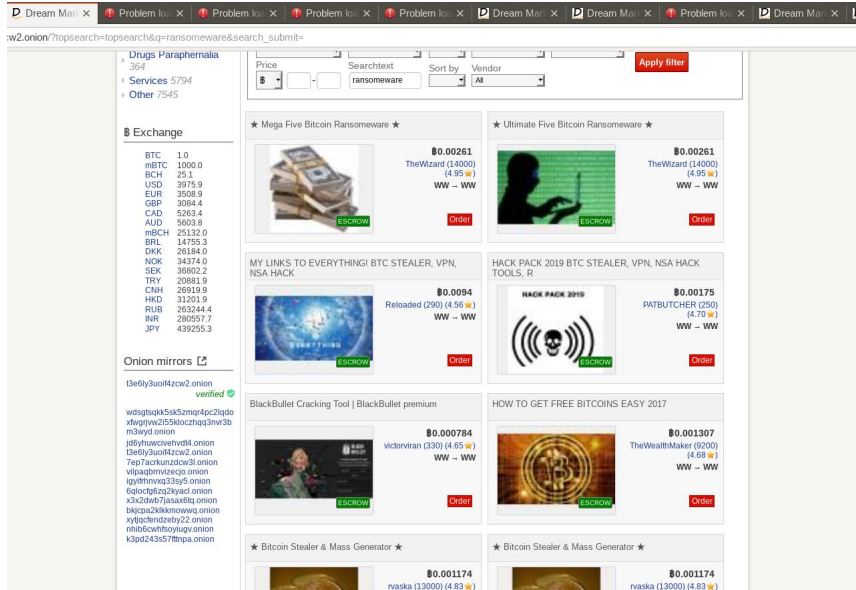 Dream Mark
Problem loa
Problem loa
Problem loa
Problem loa
Dream Mark
Dream Mark
Problem loa
Dream Mark
:w2.onion/?topsearch=topsearch&q=ransomeware&search_submit=
Drugs Paraphernalia
364
Services 5794
Other 7545
Price
Searchtext
Sort by
Vendor
฿
-
ransomeware
All
Apply filter
฿ Exchange
BTC 1.0
mBTC 1000.0
BCH 25.1
USD 3975.9
EUR 3508.9
GBP 3084.4
CAD 5263.4
AUD 5603.8
mBCH 25132.0
BRL 14755.3
DKK 26184.0
NOK 34374.0
SEK 36802.2
TRY 20881.9
CNH 26919.9
HKD 31201.9
RUB 263244.4
INR 280557.7
JPY 439255.3
Onion mirrors
t3e6ly3uoif4zcw2.onion
verified
wdsgtsqkk5sk5zmqr4pc2lqdo
xfwgrjvw2i55kloczhqq3nvr3b
m3wyd.onion
jd6yhuwcivehvdt4.onion
t3e6ly3uoif4zcw2.onion
7ep7acrkunzdcw3l.onion
vilpaqbrnvizecjo.onion
igyifrhnvxq33sy5.onion
6qlocfg6zq2kyacl.onion
x3x2dwb7jasax6tq.onion
bkjcpa2klkkmowwq.onion
xytjqcfendzeby22.onion
nhib6cwhfsoyiugv.onion
k3pd243s57fttnpa.onion
★ Mega Five Bitcoin Ransomeware ★
฿0.00261
TheWizard (14000)
(4.95★)
WW → WW
ESCROW
Order
★ Ultimate Five Bitcoin Ransomeware ★
฿0.00261
TheWizard (14000)
(4.95★)
WW → WW
ESCROW
Order
MY LINKS TO EVERYTHING! BTC STEALER, VPN,
NSA HACK
฿0.0094
Reloaded (290) (4.56★)
WW → WW
EVERYTHING
ESCROW
Order
HACK PACK 2019 BTC STEALER, VPN, NSA HACK
TOOLS, R
HACK PACK 2019
฿0.00175
PATBUTCHER (250)
(4.70★)
WW → WW
ESCROW
Order
BlackBullet Cracking Tool | BlackBullet premium
฿0.000784
victorviran (330) (4.65★)
WW → WW
ESCROW
Order
HOW TO GET FREE BITCOINS EASY 2017
฿0.001307
TheWealthMaker (9200)
(4.68★)
WW → WW
ESCROW
Order
★ Bitcoin Stealer & Mass Generator ★
฿0.001174
rvaska (13000) (4.83★)
★ Bitcoin Stealer & Mass Generator ★
฿0.001174
rvaska (13000) (4.83★)